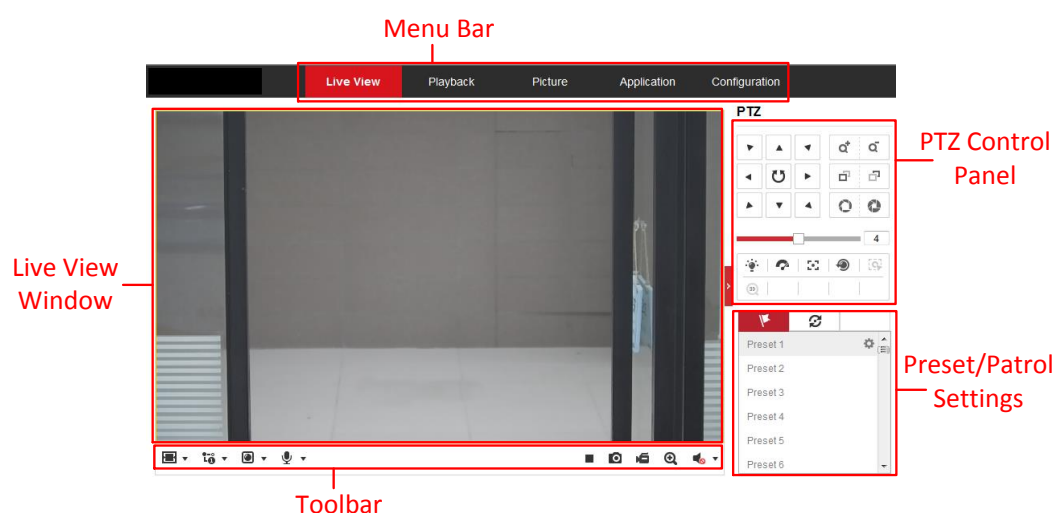 Menu Bar
Live View
Playback
Picture
Application
Configuration
PTZ
PTZ Control
Panel
4
Live View
Window
Preset 1
Preset 2
Preset 3
Preset 4
Preset 5
Preset 6
Preset/Patrol
Settings
Toolbar